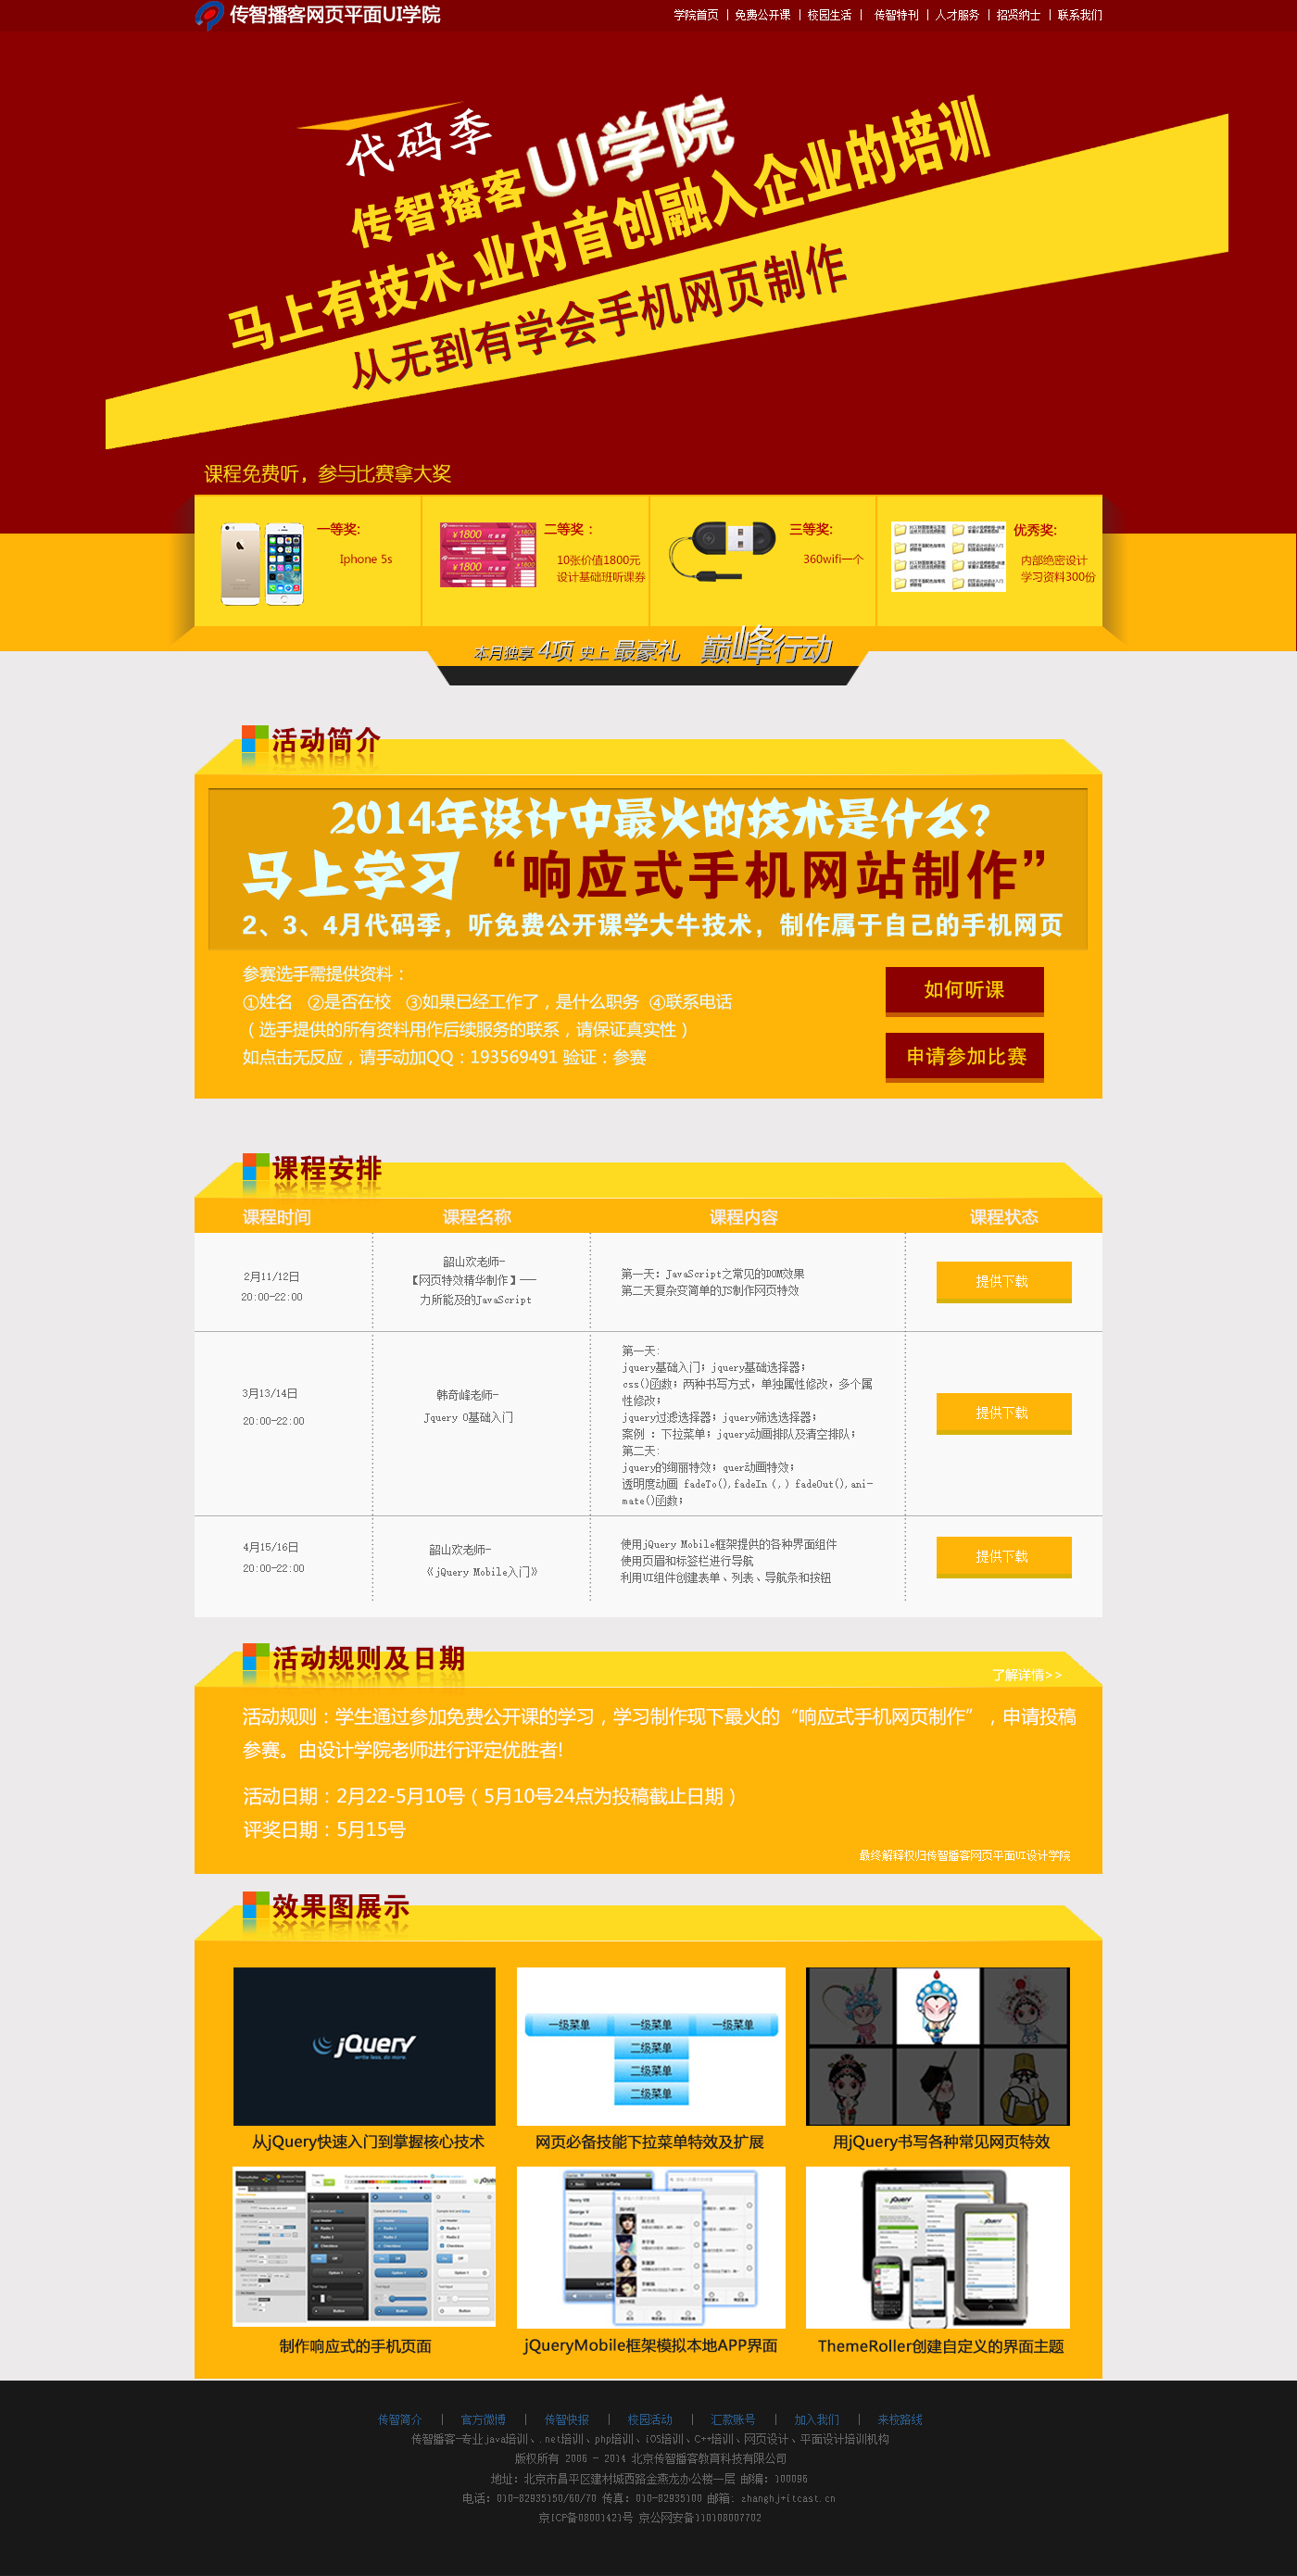 传智播客网页平面UI学院
学院首页 | 免费公开课 | 校园生活 | 传智特刊 | 人才服务 | 招贤纳士 | 联系我们
代码季
传智播客UI学院
马上有技术,业内首创融入企业的培训
从无到有学会手机网页制作
课程免费听，参与比赛拿大奖
一等奖:
Iphone 5s
¥1800
¥1800
二等奖：
10张价值1800元
设计基础班听课券
三等奖:
360wifi一个
优秀奖:
内部绝密设计
学习资料300份
本月独享 4项 史上 最豪礼 巅峰行动
活动简介
2014年设计中最火的技术是什么?
马上学习“响应式手机网站制作”
2、3、4月代码季，听免费公开课学大牛技术，制作属于自己的手机网页
参赛选手需提供资料：
①姓名 ②是否在校 ③如果已经工作了，是什么职务 ④联系电话
（选手提供的所有资料用作后续服务的联系，请保证真实性）
如点击无反应，请手动加QQ：193569491 验证：参赛
如何听课
申请参加比赛
课程安排
课程时间 课程名称 课程内容 课程状态
2月11/12日
20:00-22:00
韶山欢老师-
【网页特效精华制作】——
力所能及的JavaScript
第一天：JavaScript之常见的DOM效果
第二天复杂变简单的JS制作网页特效
提供下载
3月13/14日
20:00-22:00
韩奇峰老师-
Jquery 0基础入门
第一天:
jquery基础入门；jquery基础选择器；
css()函数；两种书写方式，单独属性修改，多个属
性修改；
jquery过滤选择器；jquery筛选选择器；
案例 ：下拉菜单；jquery动画排队及清空排队；
第二天:
jquery的绚丽特效；quer动画特效；
透明度动画 fadeTo(),fadeIn（,）fadeOut(),ani-
mate()函数；
提供下载
4月15/16日
20:00-22:00
韶山欢老师-
《jQuery Mobile入门》
使用jQuery Mobile框架提供的各种界面组件
使用页眉和标签栏进行导航
利用UI组件创建表单、列表、导航条和按钮
提供下载
活动规则及日期
了解详情>>
活动规则：学生通过参加免费公开课的学习，学习制作现下最火的“响应式手机网页制作”，申请投稿
参赛。由设计学院老师进行评定优胜者!
活动日期：2月22-5月10号（5月10号24点为投稿截止日期）
评奖日期：5月15号
最终解释权归传智播客网页平面UI设计学院
效果图展示
jQuery
write less, do more.
一级菜单 一级菜单 一级菜单
二级菜单
二级菜单
二级菜单
从jQuery快速入门到掌握核心技术
网页必备技能下拉菜单特效及扩展
用jQuery书写各种常见网页特效
制作响应式的手机页面
jQueryMobile框架模拟本地APP界面
ThemeRoller创建自定义的界面主题
传智简介 | 官方微博 | 传智快报 | 校园活动 | 汇款账号 | 加入我们 | 来校路线
传智播客-专业java培训、.net培训、php培训、iOS培训、C++培训、网页设计、平面设计培训机构
版权所有 2006 - 2014 北京传智播客教育科技有限公司
地址：北京市昌平区建材城西路金燕龙办公楼一层 邮编：100096
电话：010-82935150/60/70 传真：010-82935100 邮箱: zhanghj+itcast.cn
京ICP备08001421号 京公网安备110108007702